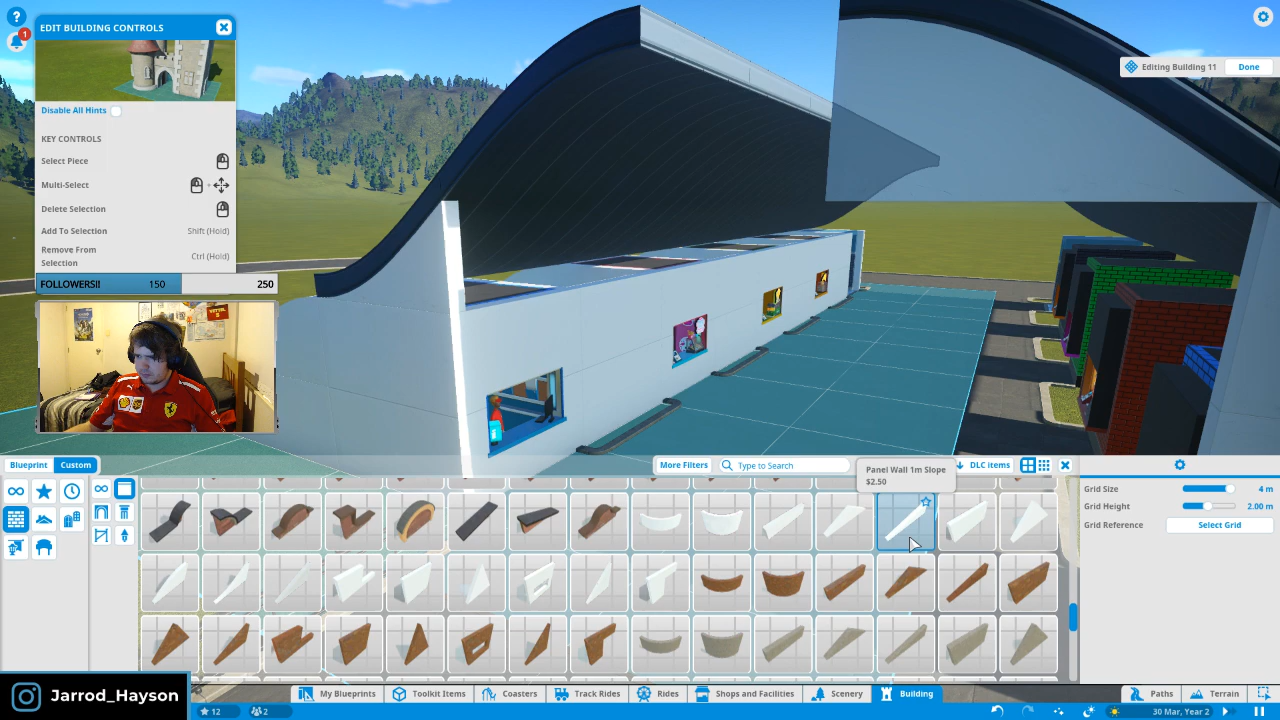 EDIT BUILDING CONTROLS
1
Disable All Hints
KEY CONTROLS
Select Piece
Multi-Select
Delete Selection
Add To Selection Shift (Hold)
Remove From Selection Ctrl (Hold)
FOLLOWERS!! 150 250
Editing Building 11 Done
Blueprint Custom
More Filters Type to Search DLC items
Panel Wall 1m Slope
$2.50
Grid Size 4 m
Grid Height 2.00 m
Grid Reference Select Grid
Jarrod_Hayson
My Blueprints Toolkit Items Coasters Track Rides Rides Shops and Facilities Scenery Building Paths Terrain
12 2 30 Mar, Year 2